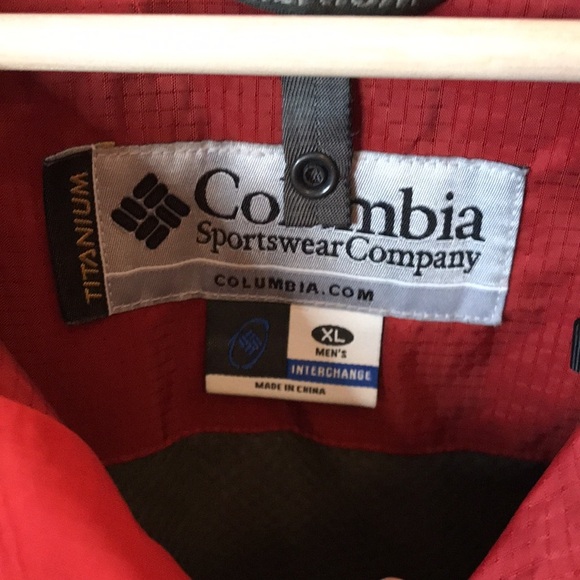 TITANIUM
Columbia
Sportswear Company
COLUMBIA.COM
XL
MEN'S
INTERCHANGE
MADE IN CHINA